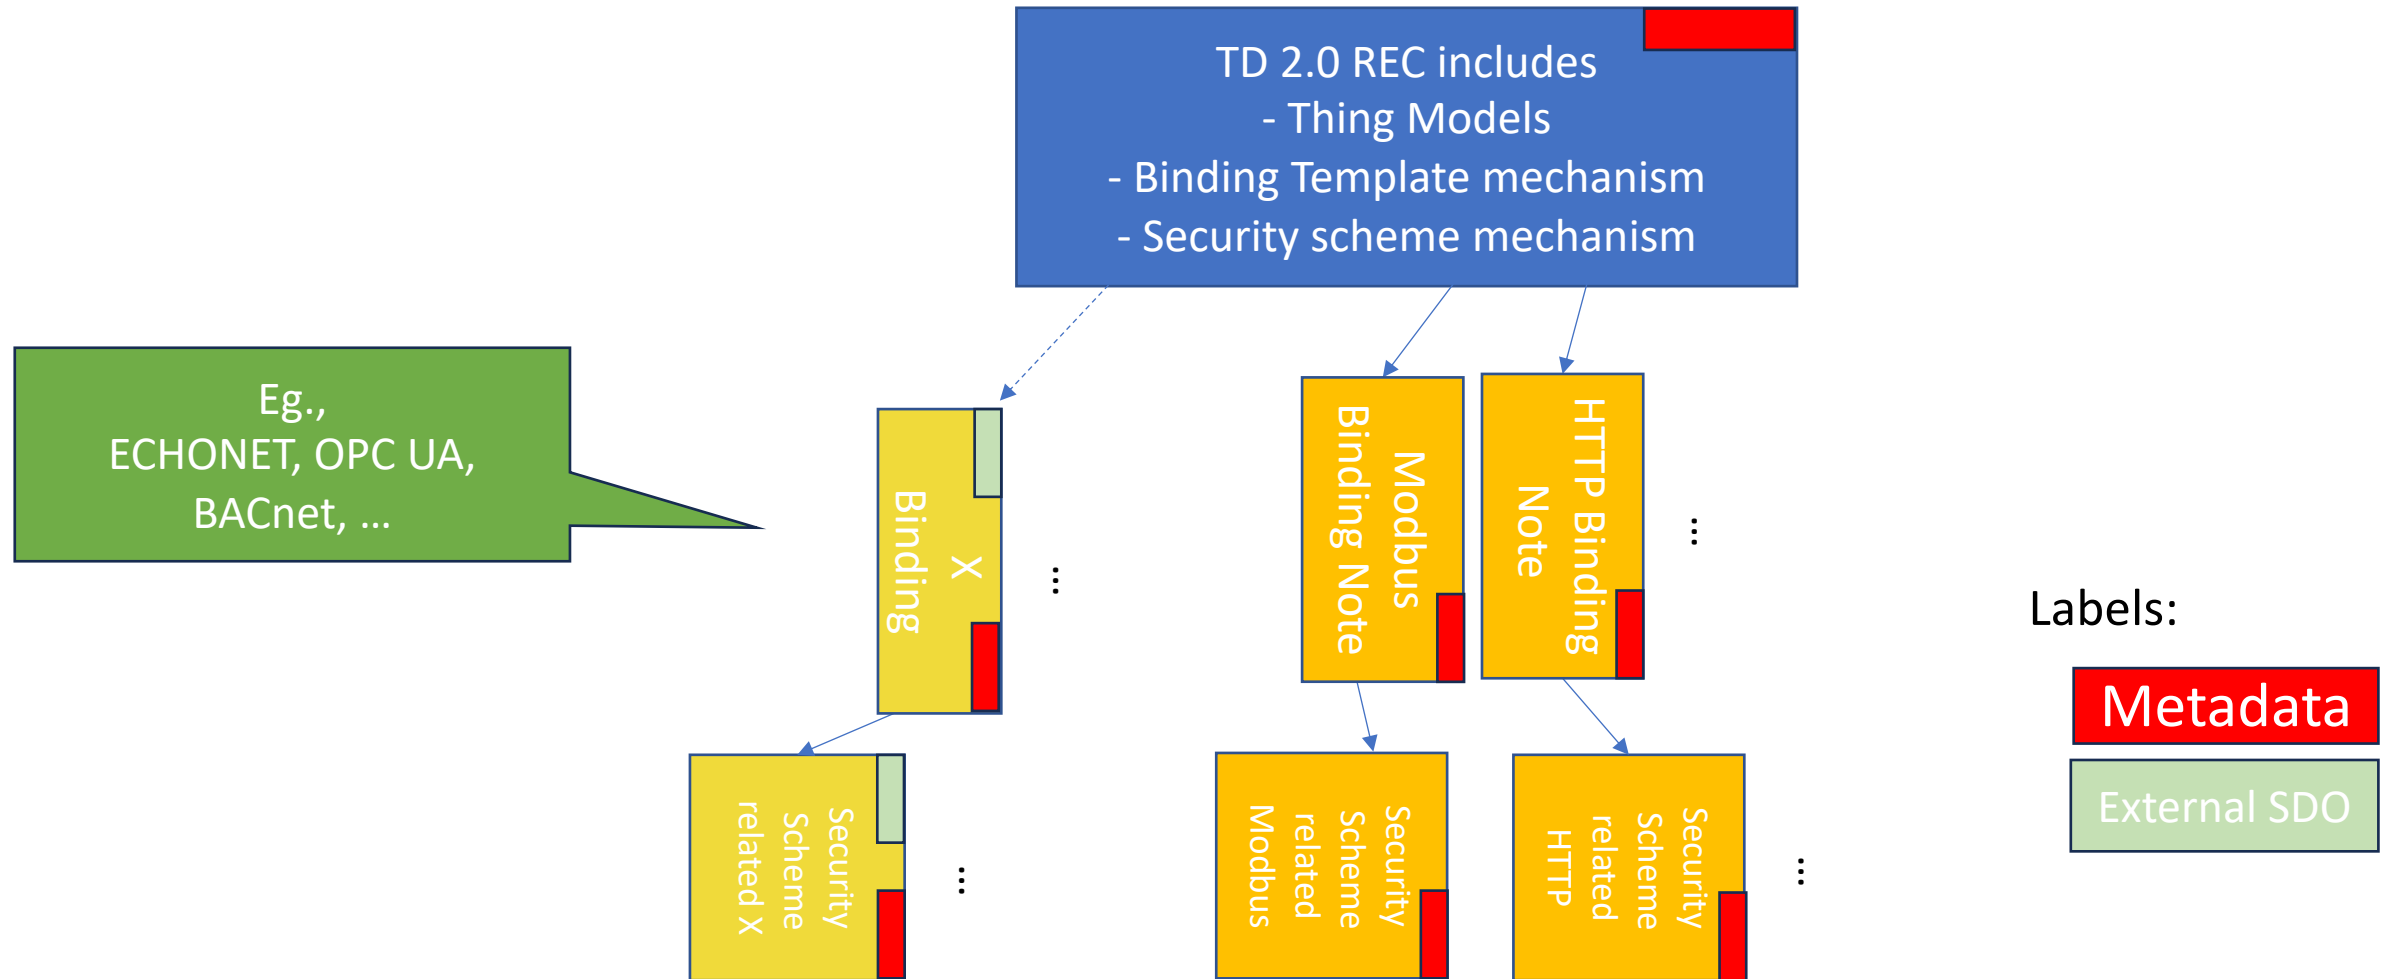 TD 2.0 REC includes
- Thing Models
- Binding Template mechanism
- Security scheme mechanism
Eg.,
ECHONET, OPC UA,
BACnet, ...
X
Binding
...
Modbus
Binding Note
HTTP Binding
Note
...
Security
Scheme
related X
...
Security
Scheme
related
Modbus
Security
Scheme
related
HTTP
...
Labels:
Metadata
External SDO